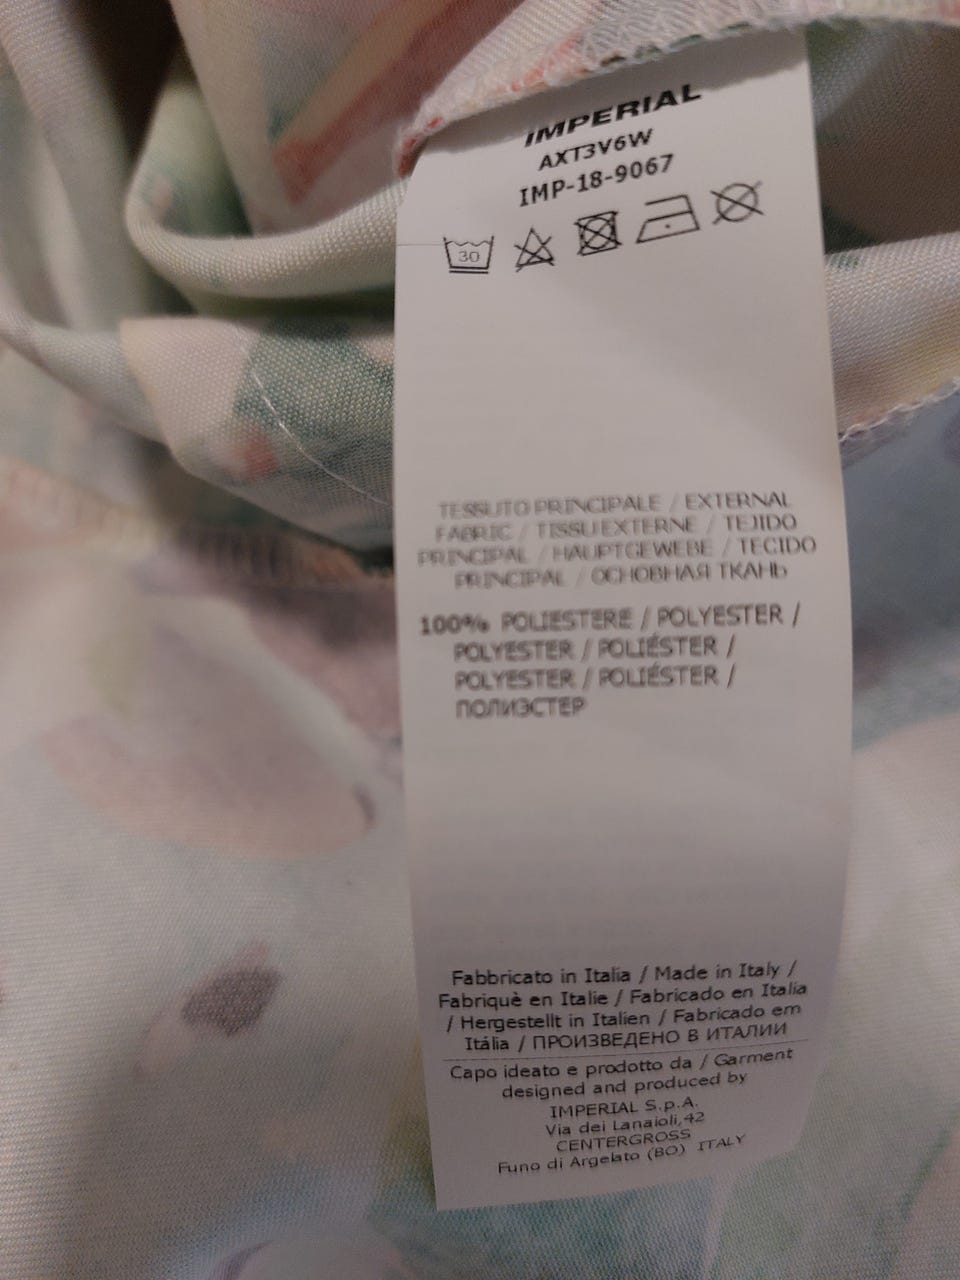 IMPERIAL
AXT3V6W
IMP-18-9067
30
TESSUTO PRINCIPALE / EXTERNAL
FABRIC / TISSU EXTERNE / TEJIDO
PRINCIPAL / HAUPTGEWEBE / TECIDO
PRINCIPAL / ОСНОВНАЯ ТКАНЬ
100% POLIESTERE / POLYESTER /
POLYESTER / POLIÉSTER /
POLYESTER / POLIÉSTER /
ПОЛИЭСТЕР
Fabbricato in Italia / Made in Italy /
Fabriquè en Italie / Fabricado en Italia
/ Hergestellt in Italien / Fabricado em
Itália / ПРОИЗВЕДЕНО В ИТАЛИИ
Capo ideato e prodotto da / Garment
designed and produced by
IMPERIAL S.p.A.
Via dei Lanaioli,42
CENTERGROSS
Funo di Argelato (BO) ITALY